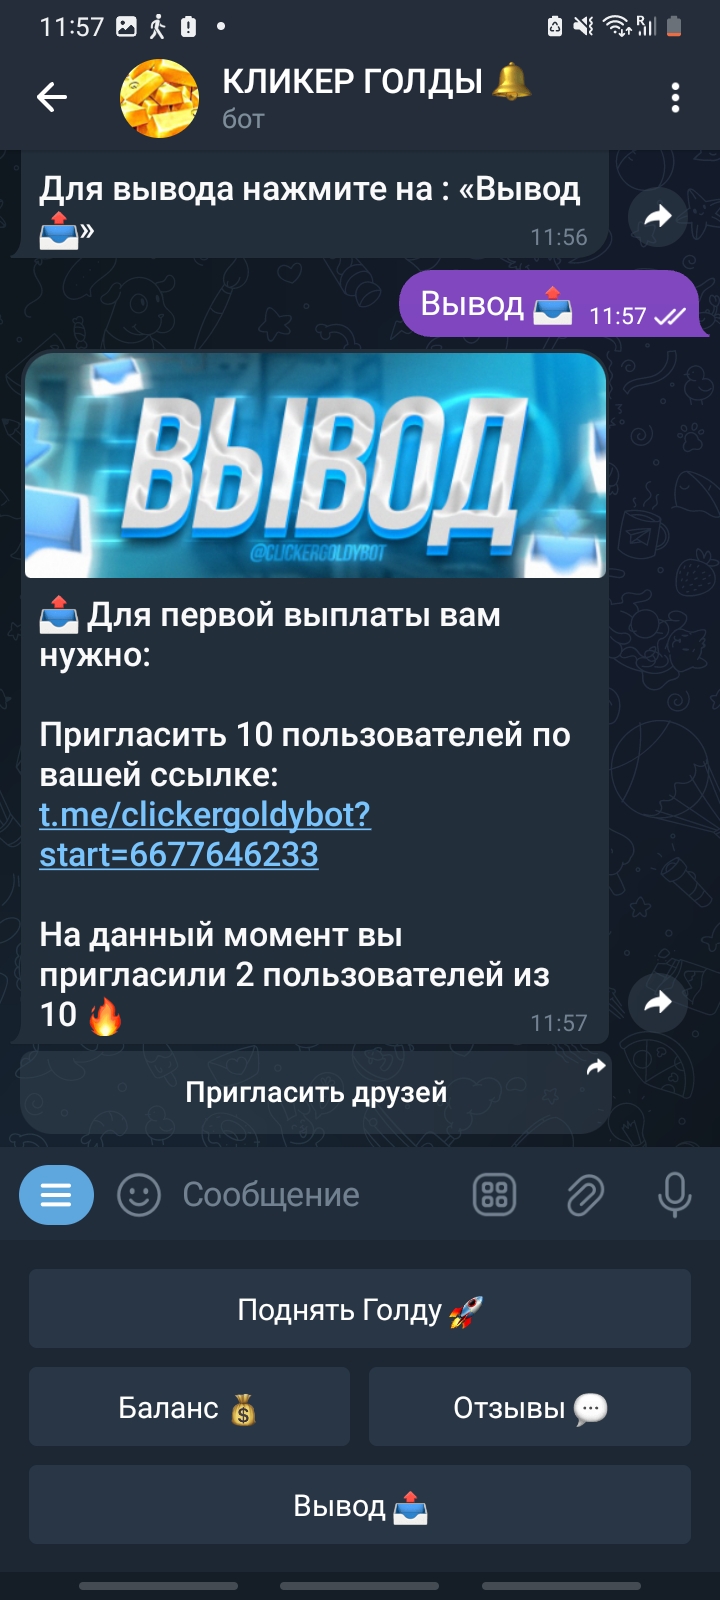 11:57
КЛИКЕР ГОЛДЫ 🔔
бот
Для вывода нажмите на : «Вывод
📤»
11:56
Вывод 📤 11:57
ВЫВОД
@CLICKERGOLDYBOT
📤 Для первой выплаты вам
нужно:
Пригласить 10 пользователей по
вашей ссылке:
t.me/clickergoldybot?
start=6677646233
На данный момент вы
пригласили 2 пользователей из
10 🔥
11:57
Пригласить друзей
Сообщение
Поднять Голду 🚀
Баланс 💰
Отзывы 💬
Вывод 📤